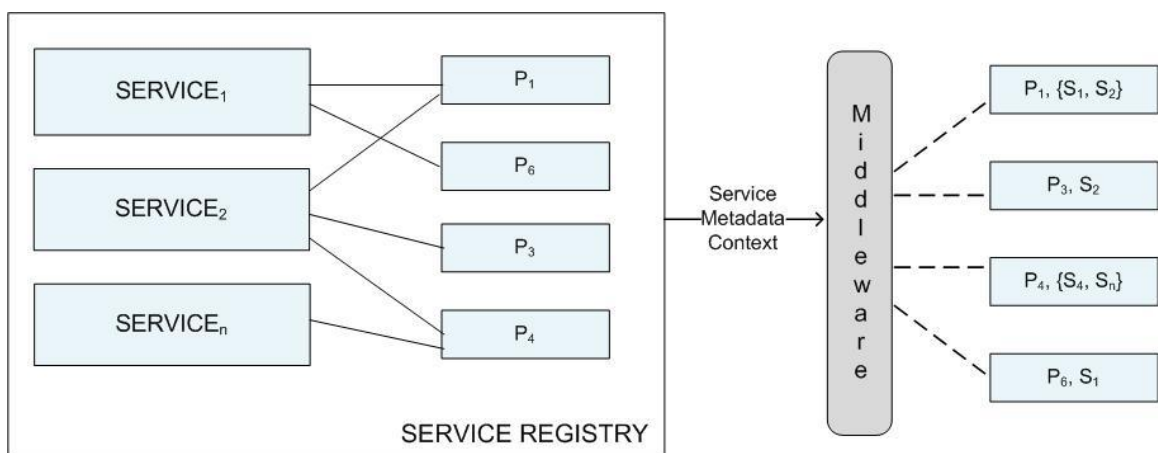 SERVICE₁
P₁
P₆
SERVICE₂
P₃
SERVICEₙ
P₄
SERVICE REGISTRY
Service
Metadata
Context
Middleware
P₁, {S₁, S₂}
P₃, S₂
P₄, {S₄, Sₙ}
P₆, S₁